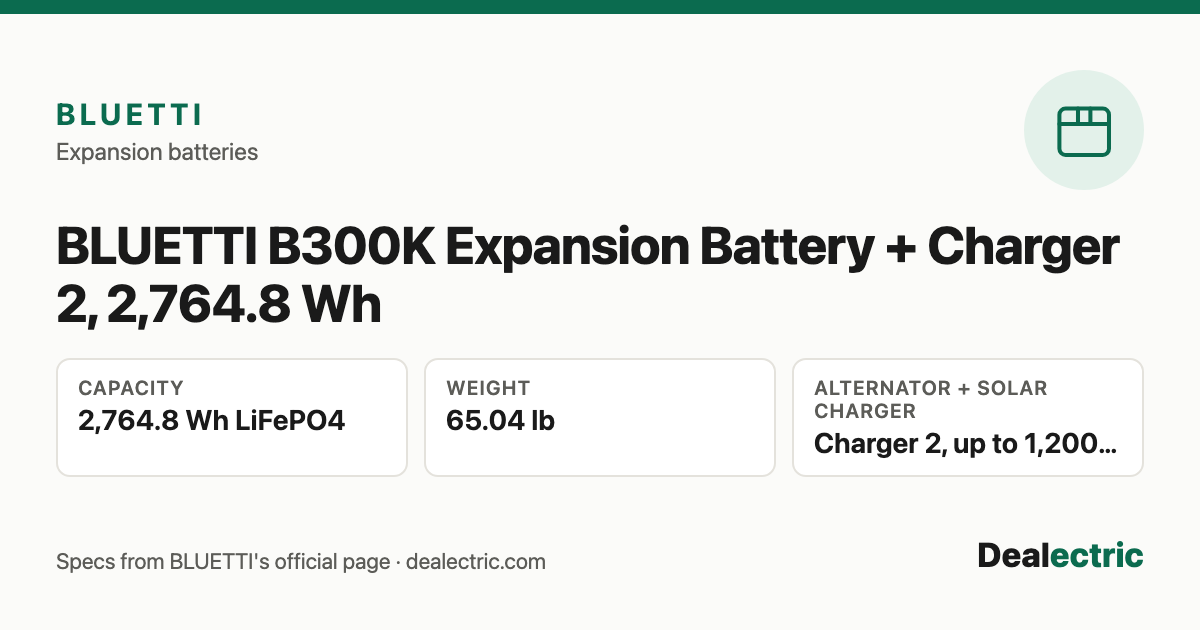 BLUETTI
Expansion batteries
BLUETTI B300K Expansion Battery + Charger
2, 2,764.8 Wh
CAPACITY
2,764.8 Wh LiFePO4
WEIGHT
65.04 lb
ALTERNATOR + SOLAR
CHARGER
Charger 2, up to 1,200…
Specs from BLUETTI's official page · dealectric.com
Dealectric